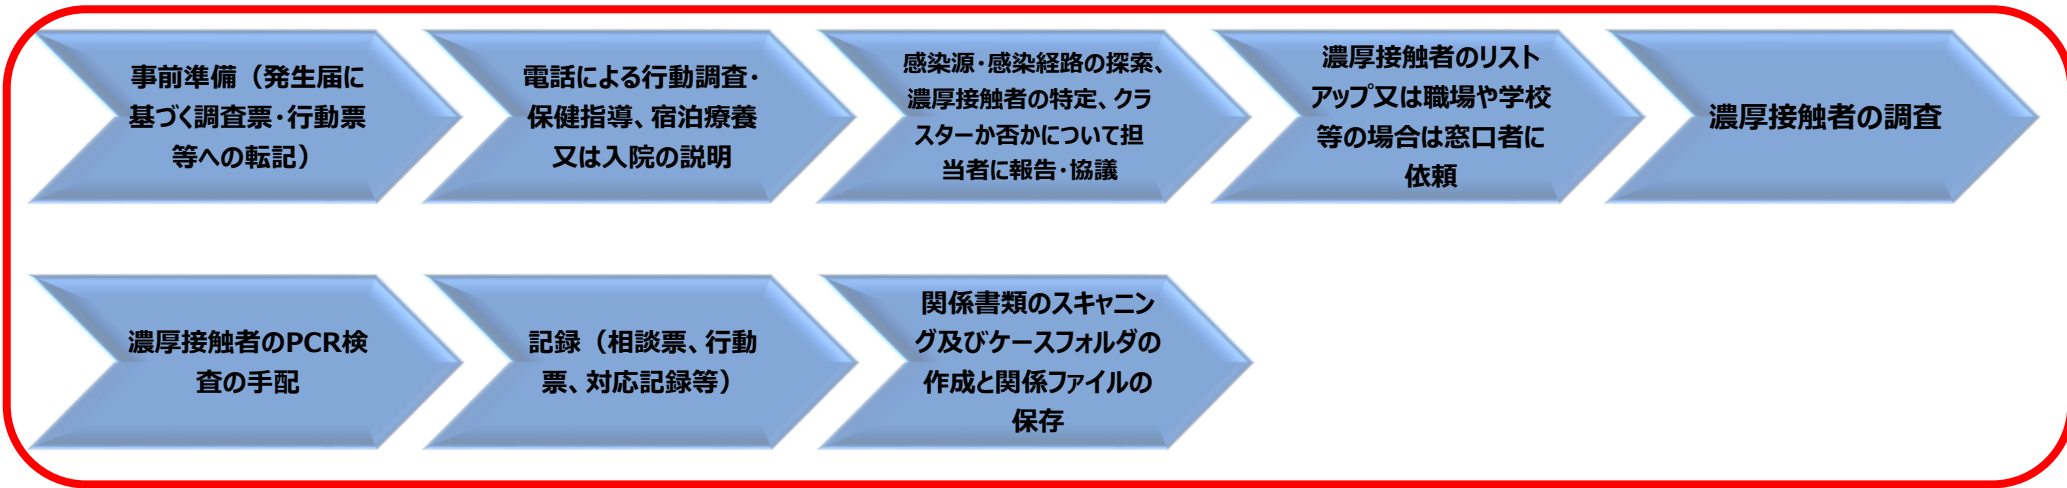 事前準備（発生届に
基づく調査票・行動票
等への転記）
電話による行動調査・
保健指導、宿泊療養
又は入院の説明
感染源・感染経路の探索、
濃厚接触者の特定、クラ
スターか否かについて担
当者に報告・協議
濃厚接触者のリスト
アップ又は職場や学校
等の場合は窓口者に
依頼
濃厚接触者の調査
濃厚接触者のPCR検
査の手配
記録（相談票、行動
票、対応記録等）
関係書類のスキャニン
グ及びケースフォルダの
作成と関係ファイルの
保存